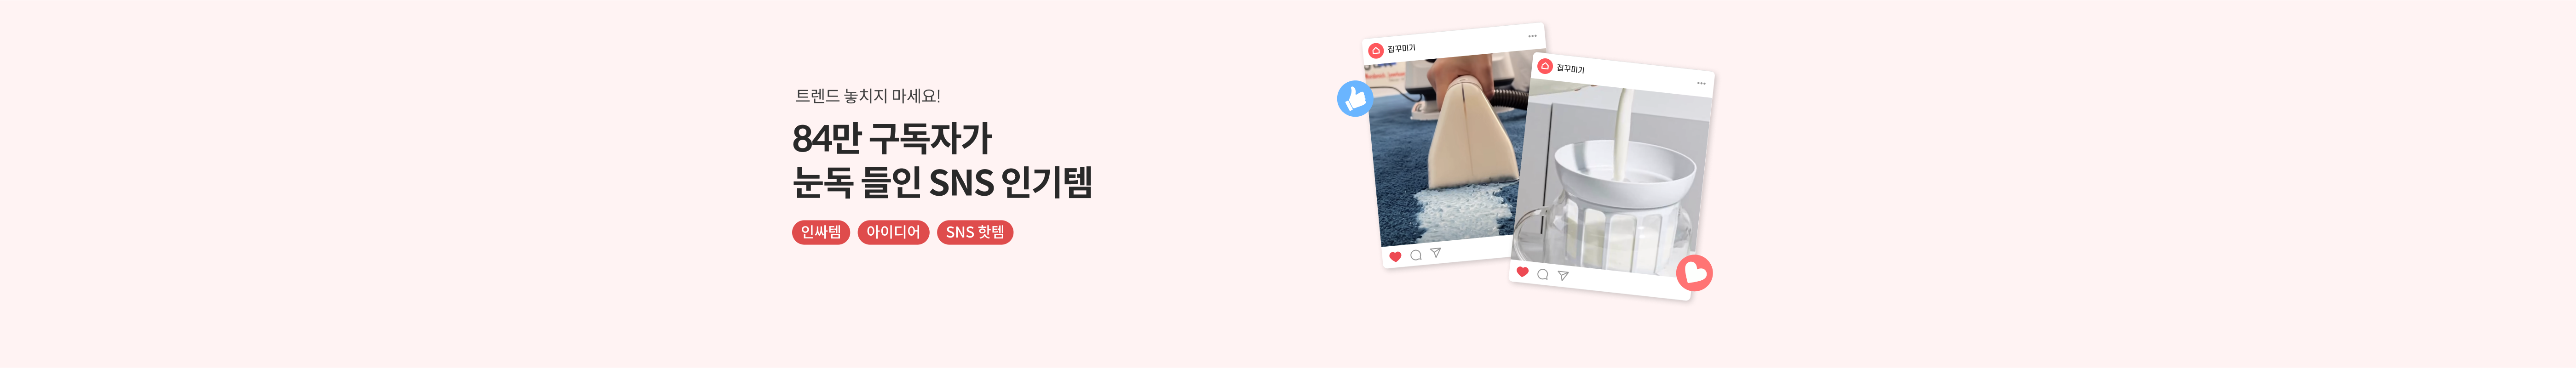 트렌드 놓치지 마세요!
84만 구독자가
눈독 들인 SNS 인기템
인싸템 아이디어 SNS 핫템
집꾸미기
집꾸미기